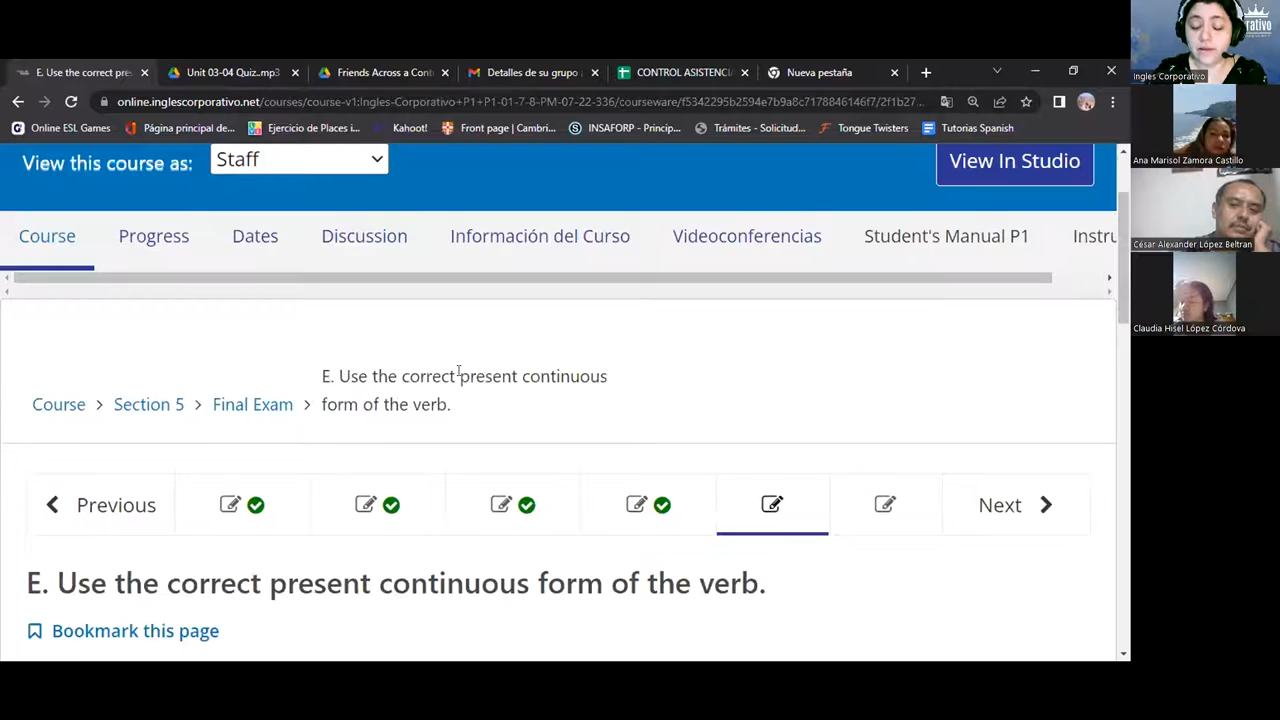 E. Use the correct pres
Unit 03-04 Quiz.mp3
Friends Across a Cont
Detalles de su grupo
CONTROL ASISTENCI
Nueva pestaña
online.inglescorporativo.net/courses/course-v1:Ingles-Corporativo+P1+P1-01-7-8-PM-07-22-336/courseware/f5342295b2594e7b9a8c7178846146f7/2f1b27...
Online ESL Games
Página principal de...
Ejercicio de Places i...
Kahoot!
Front page | Cambri...
INSAFORP - Princip...
Trámites - Solicitud...
Tongue Twisters
Tutorias Spanish
View this course as:
Staff
View In Studio
Course
Progress
Dates
Discussion
Información del Curso
Videoconferencias
Student's Manual P1
Instru
Course > Section 5 > Final Exam > E. Use the correct present continuous
form of the verb.
Previous
Next
E. Use the correct present continuous form of the verb.
Bookmark this page
rativo
Ingles Corporativo
Ana Marisol Zamora Castillo
César Alexander López Beltran
Claudia Hisel López Córdova